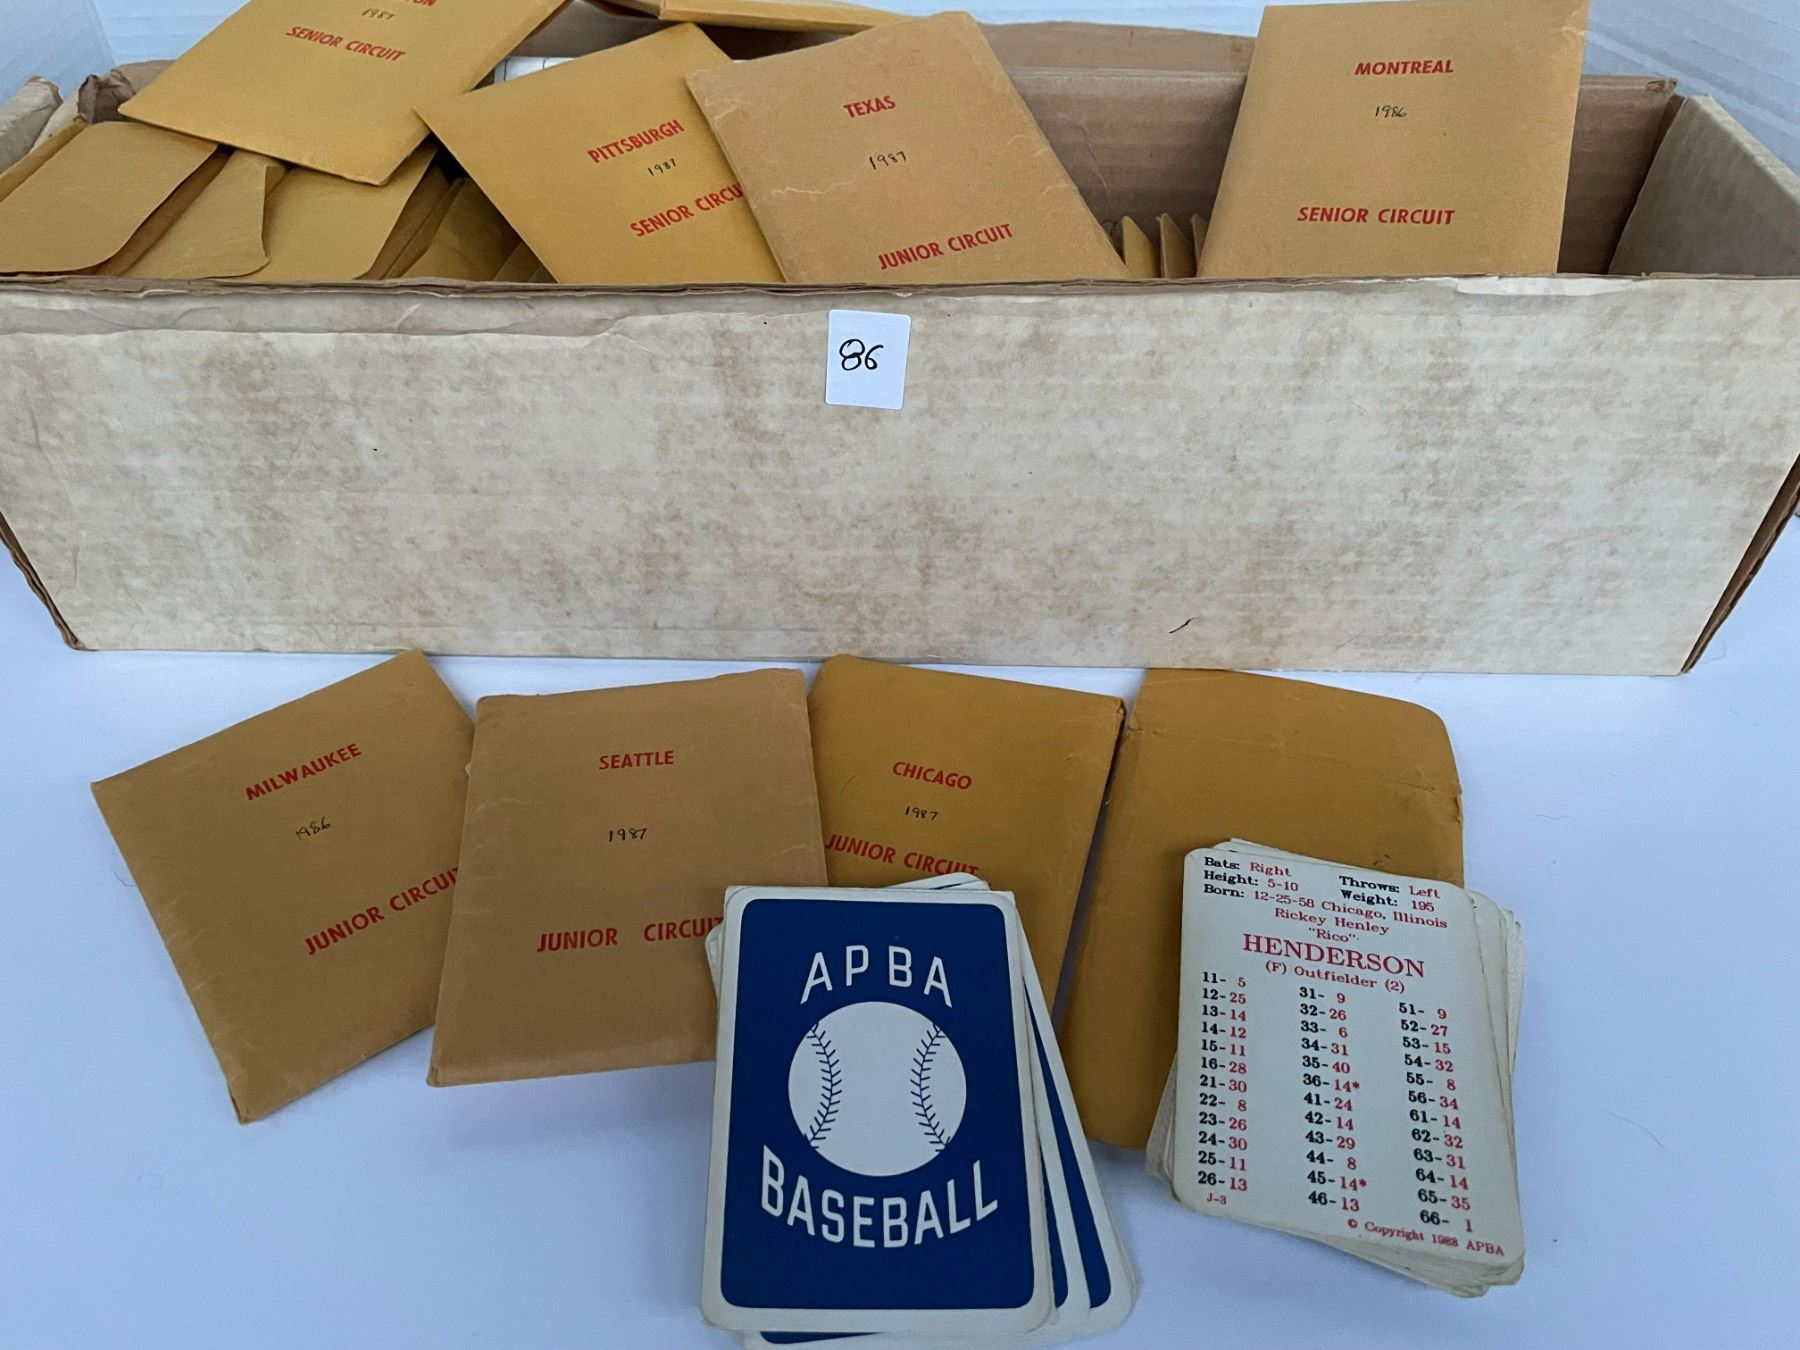 1987
SENIOR CIRCUIT
PITTSBURGH
1987
SENIOR CIRCU
TEXAS
1987
JUNIOR CIRCUIT
MONTREAL
1986
SENIOR CIRCUIT
86
MILWAUKEE
1986
JUNIOR CIRCUI
SEATTLE
1987
JUNIOR CIRCUIT
CHICAGO
1987
JUNIOR CIRCUIT
APBA
BASEBALL
Bats: Right Throws: Left
Height: 5-10 Weight: 195
Born: 12-25-58 Chicago, Illinois
Rickey Henley
"Rico"
HENDERSON
(F) Outfielder (2)
11- 5 31- 9 51- 9
12-25 32-26 52-27
13-14 33- 6 53-15
14-12 34-31 54-32
15-11 35-40 55- 8
16-28 36-14* 56-34
21-30 41-24 61-14
22- 8 42-14 62-32
23-26 43-29 63-31
24-30 44- 8 64-14
25-11 45-14* 65-35
26-13 46-13 66- 1
J-3
© Copyright 1988 APBA